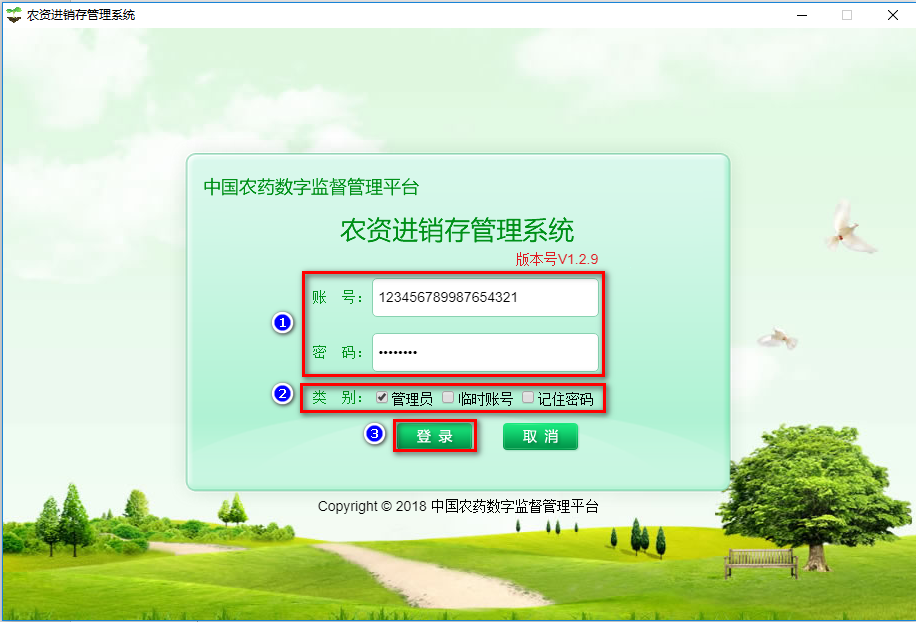 农资进销存管理系统
中国农药数字监督管理平台
农资进销存管理系统
版本号V1.2.9
账 号： 123456789987654321
1
密 码： ••••••••
2 类 别： 管理员 临时账号 记住密码
3 登 录 取 消
Copyright © 2018 中国农药数字监督管理平台